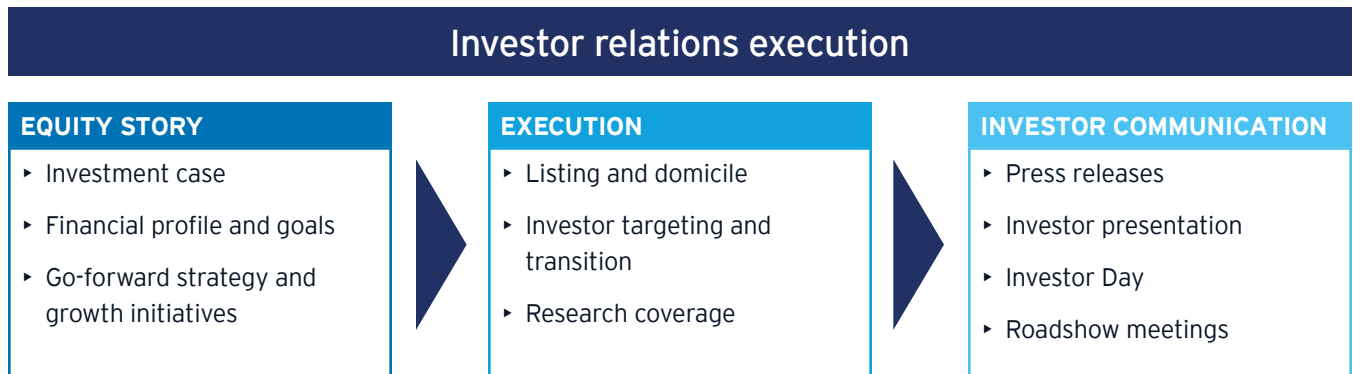 Investor relations execution
EQUITY STORY
‣ Investment case
‣ Financial profile and goals
‣ Go-forward strategy and
growth initiatives
EXECUTION
‣ Listing and domicile
‣ Investor targeting and
transition
‣ Research coverage
INVESTOR COMMUNICATION
‣ Press releases
‣ Investor presentation
‣ Investor Day
‣ Roadshow meetings